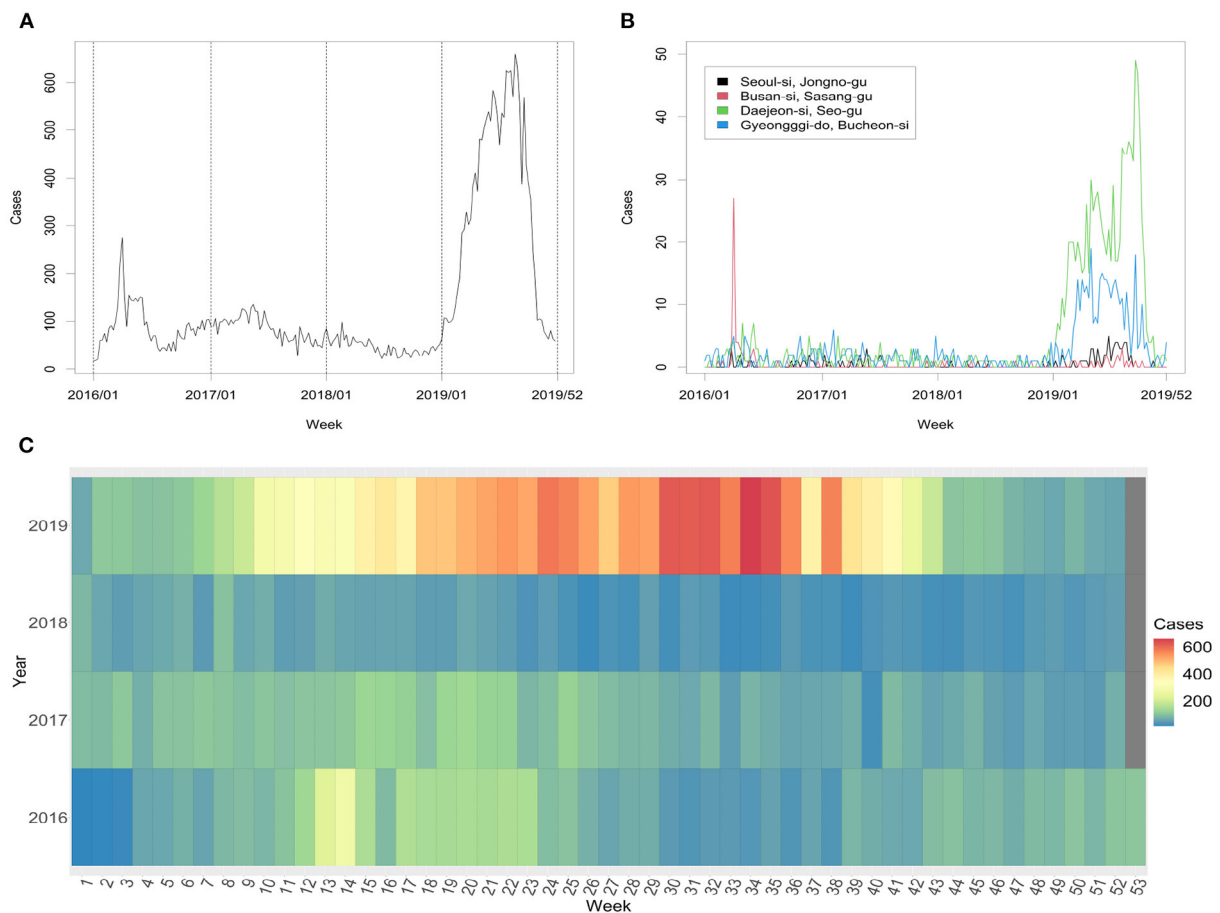 A
Cases
600
500
400
300
200
100
0
2016/01
2017/01
2018/01
2019/01
2019/52
Week
B
Cases
50
40
30
20
10
0
Seoul-si, Jongno-gu
Busan-si, Sasang-gu
Daejeon-si, Seo-gu
Gyeongggi-do, Bucheon-si
2016/01
2017/01
2018/01
2019/01
2019/52
Week
C
Year
2019
2018
2017
2016
1 2 3 4 5 6 7 8 9 10 11 12 13 14 15 16 17 18 19 20 21 22 23 24 25 26 27 28 29 30 31 32 33 34 35 36 37 38 39 40 41 42 43 44 45 46 47 48 49 50 51 52 53
Week
Cases
600
400
200